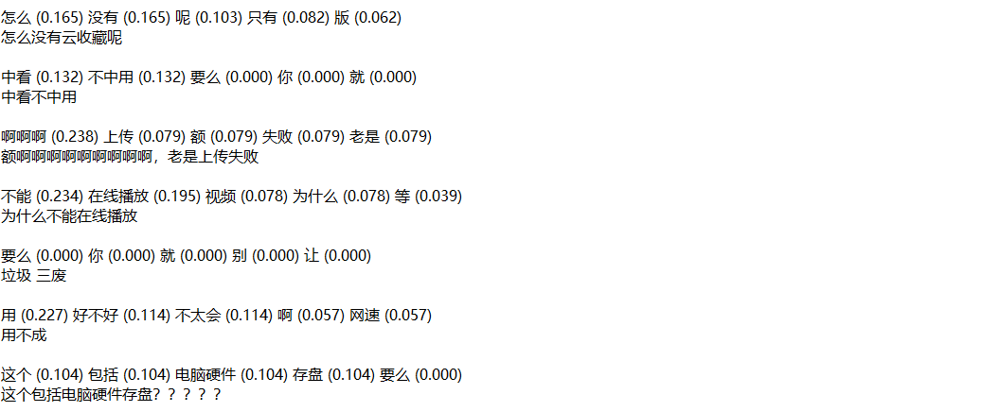 怎么 (0.165) 没有 (0.165) 呢 (0.103) 只有 (0.082) 版 (0.062)
怎么没有云收藏呢
中看 (0.132) 不中用 (0.132) 要么 (0.000) 你 (0.000) 就 (0.000)
中看不中用
啊啊啊 (0.238) 上传 (0.079) 额 (0.079) 失败 (0.079) 老是 (0.079)
额啊啊啊啊啊啊啊啊啊，老是上传失败
不能 (0.234) 在线播放 (0.195) 视频 (0.078) 为什么 (0.078) 等 (0.039)
为什么不能在线播放
要么 (0.000) 你 (0.000) 就 (0.000) 别 (0.000) 让 (0.000)
垃圾 三废
用 (0.227) 好不好 (0.114) 不太会 (0.114) 啊 (0.057) 网速 (0.057)
用不成
这个 (0.104) 包括 (0.104) 电脑硬件 (0.104) 存盘 (0.104) 要么 (0.000)
这个包括电脑硬件存盘？？？？？